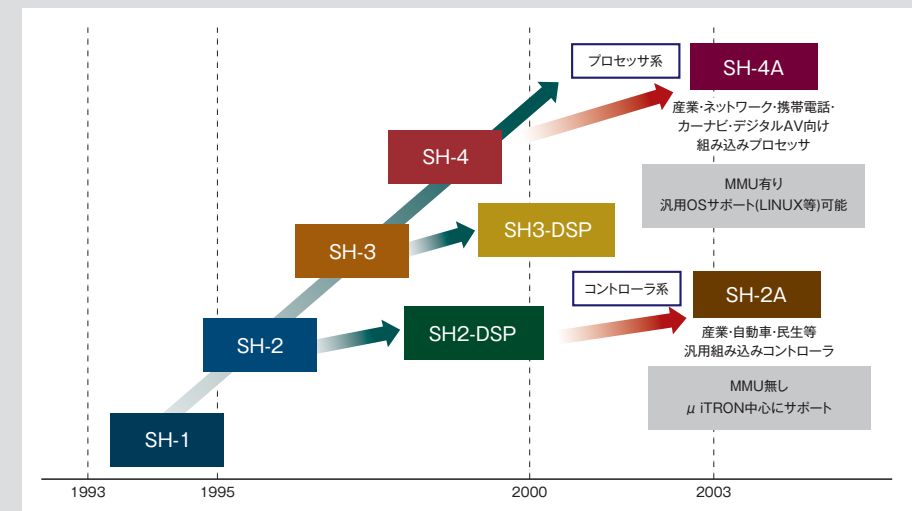 プロセッサ系
SH-4A
産業・ネットワーク・携帯電話・
カーナビ・デジタルAV向け
組み込みプロセッサ
SH-4
MMU有り
汎用OSサポート(LINUX等)可能
SH3-DSP
SH-3
コントローラ系
SH-2A
SH2-DSP
SH-2
産業・自動車・民生等
汎用組み込みコントローラ
MMU無し
μ iTRON中心にサポート
SH-1
1993
1995
2000
2003